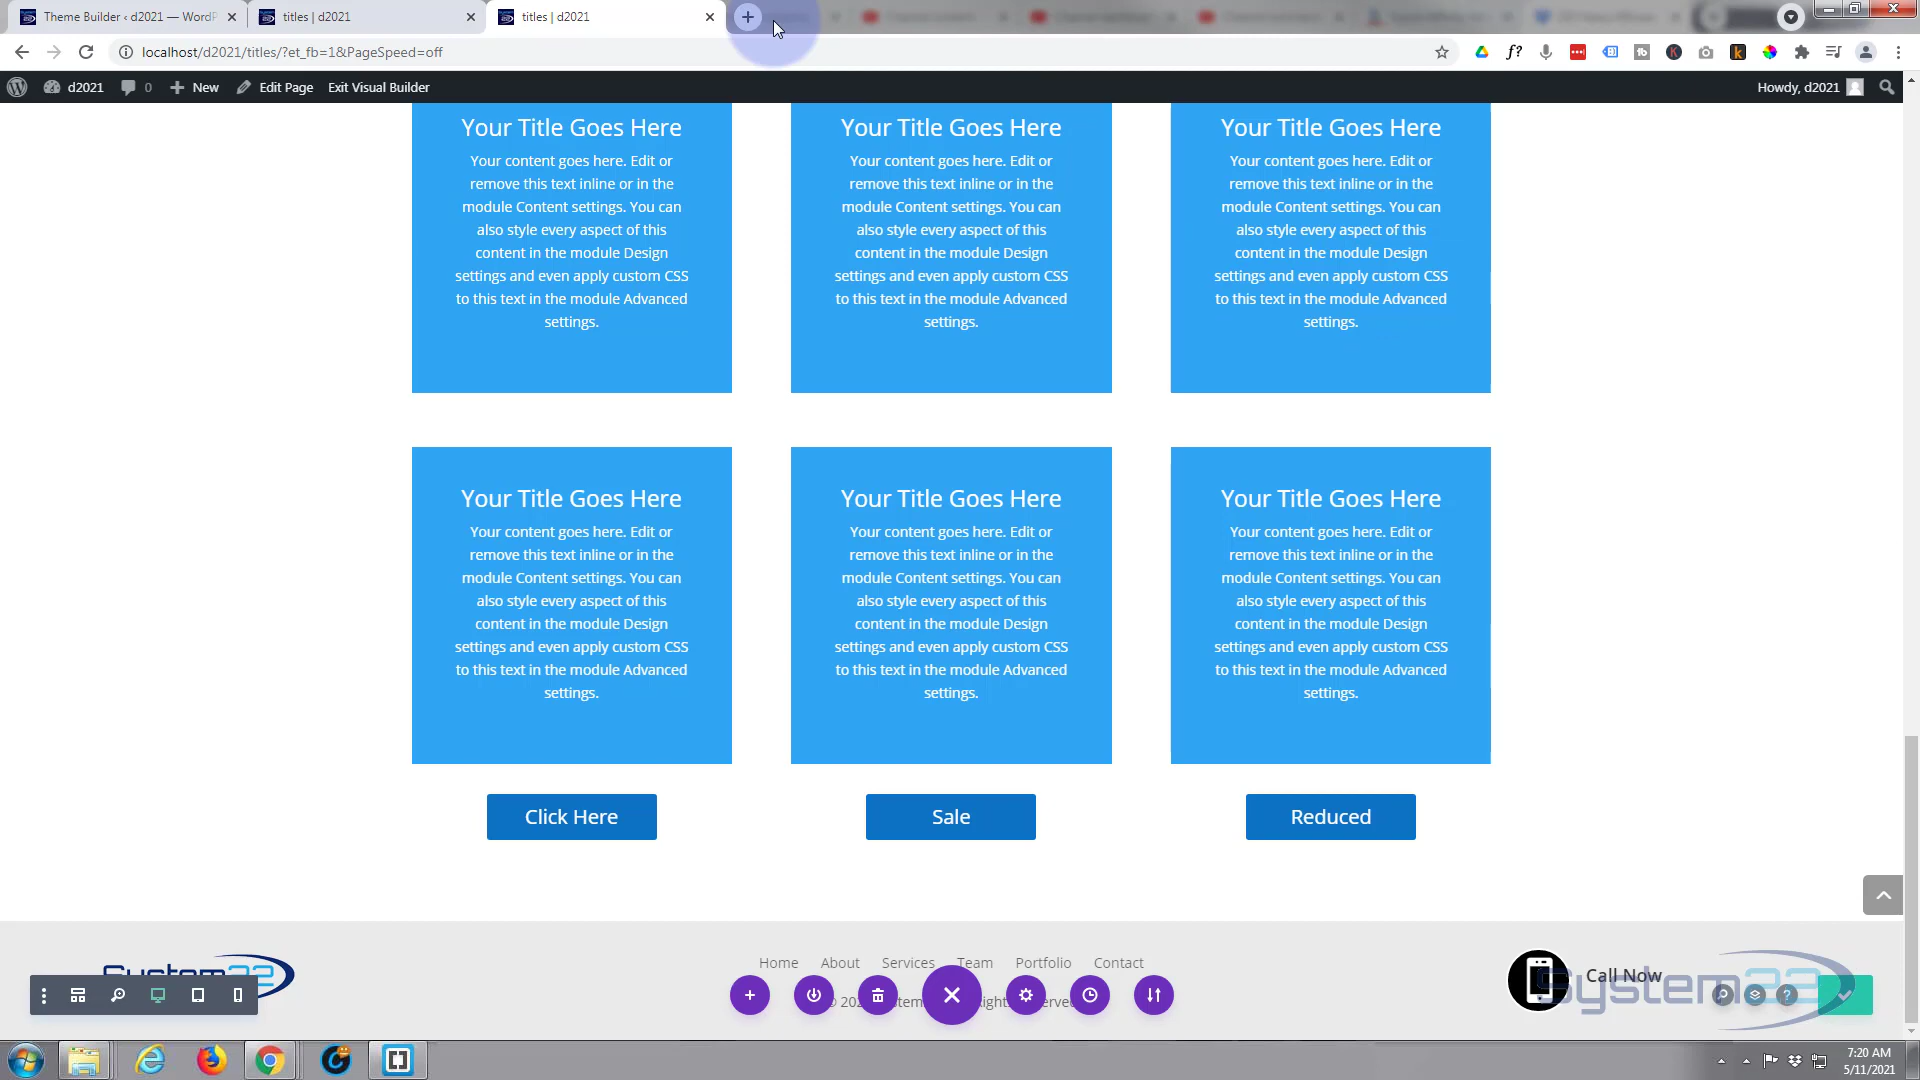 Theme Builder ‹ d2021 — WordP
titles | d2021
titles | d2021
localhost/d2021/titles/?et_fb=1&PageSpeed=off
d2021 0 New Edit Page Exit Visual Builder
Howdy, d2021
Your Title Goes Here
Your content goes here. Edit or
remove this text inline or in the
module Content settings. You can
also style every aspect of this
content in the module Design
settings and even apply custom CSS
to this text in the module Advanced
settings.
Your Title Goes Here
Your content goes here. Edit or
remove this text inline or in the
module Content settings. You can
also style every aspect of this
content in the module Design
settings and even apply custom CSS
to this text in the module Advanced
settings.
Your Title Goes Here
Your content goes here. Edit or
remove this text inline or in the
module Content settings. You can
also style every aspect of this
content in the module Design
settings and even apply custom CSS
to this text in the module Advanced
settings.
Your Title Goes Here
Your content goes here. Edit or
remove this text inline or in the
module Content settings. You can
also style every aspect of this
content in the module Design
settings and even apply custom CSS
to this text in the module Advanced
settings.
Your Title Goes Here
Your content goes here. Edit or
remove this text inline or in the
module Content settings. You can
also style every aspect of this
content in the module Design
settings and even apply custom CSS
to this text in the module Advanced
settings.
Your Title Goes Here
Your content goes here. Edit or
remove this text inline or in the
module Content settings. You can
also style every aspect of this
content in the module Design
settings and even apply custom CSS
to this text in the module Advanced
settings.
Click Here
Sale
Reduced
Home About Services Team Portfolio Contact
Call Now
System22
7:20 AM
5/11/2021